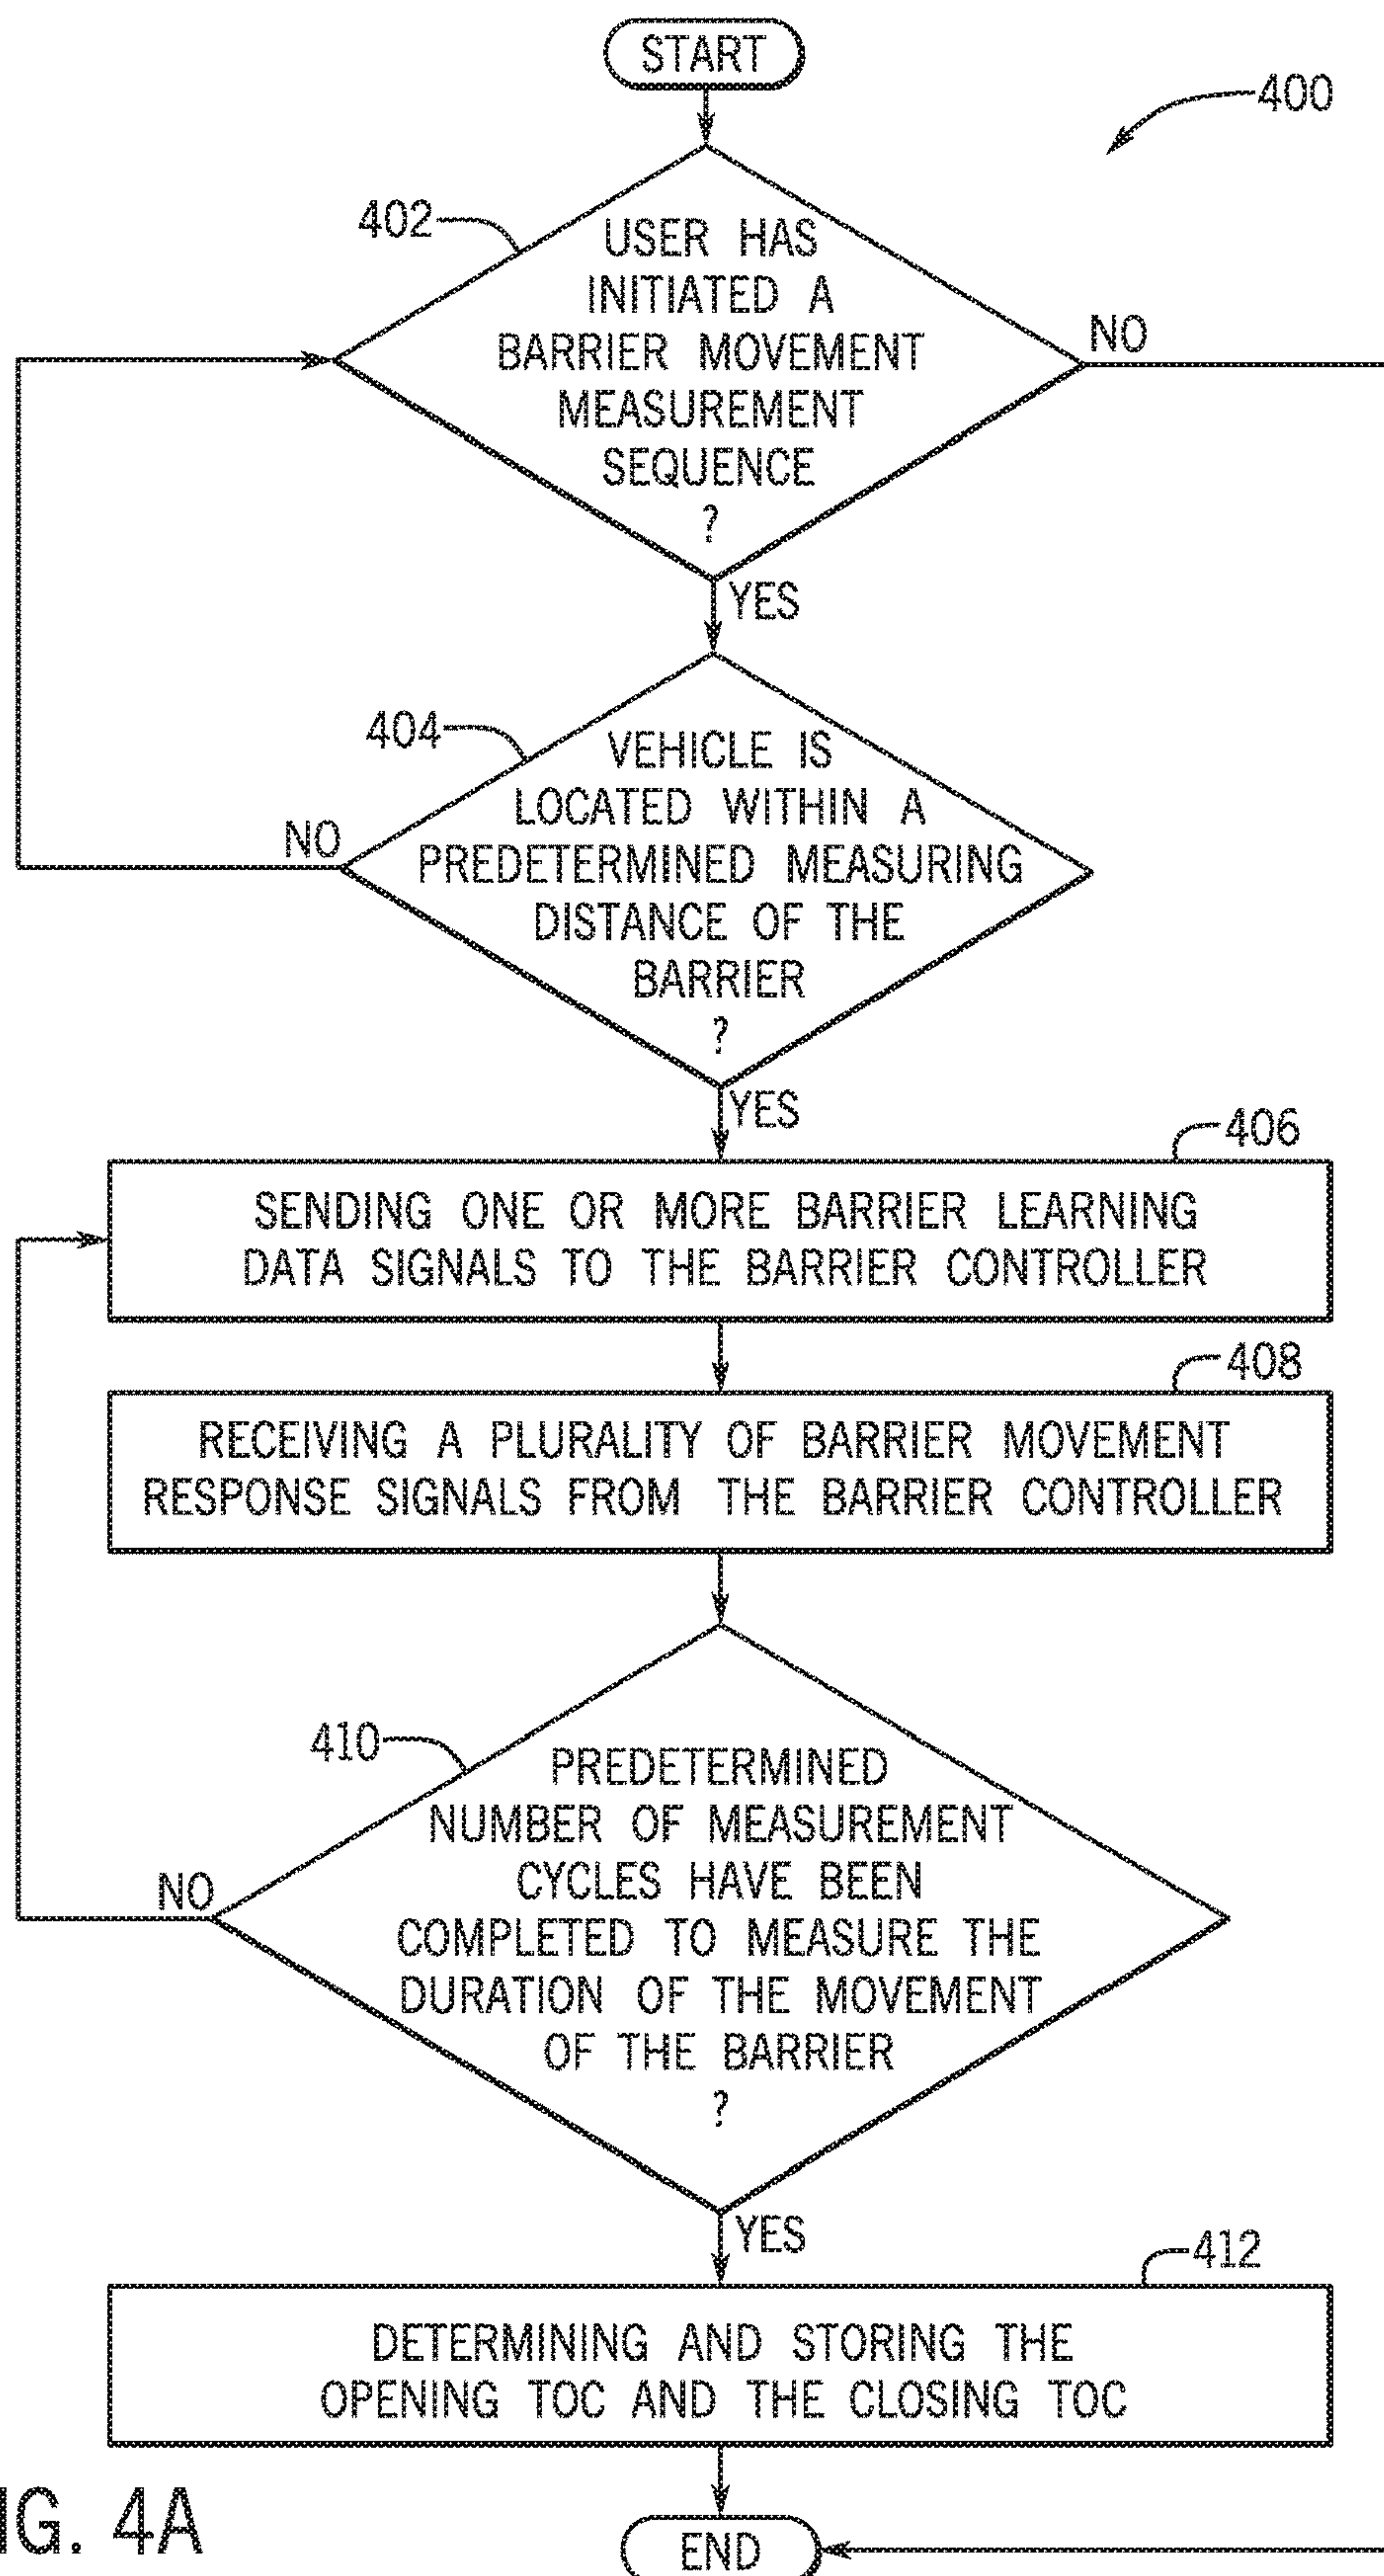 START
400
402
USER HAS
INITIATED A
BARRIER MOVEMENT
MEASUREMENT
SEQUENCE
?
NO
YES
404
VEHICLE IS
LOCATED WITHIN A
PREDETERMINED MEASURING
DISTANCE OF THE
BARRIER
?
NO
YES
406
SENDING ONE OR MORE BARRIER LEARNING
DATA SIGNALS TO THE BARRIER CONTROLLER
408
RECEIVING A PLURALITY OF BARRIER MOVEMENT
RESPONSE SIGNALS FROM THE BARRIER CONTROLLER
410
PREDETERMINED
NUMBER OF MEASUREMENT
CYCLES HAVE BEEN
COMPLETED TO MEASURE THE
DURATION OF THE MOVEMENT
OF THE BARRIER
?
NO
YES
412
DETERMINING AND STORING THE
OPENING TOC AND THE CLOSING TOC
IG. 4A
END